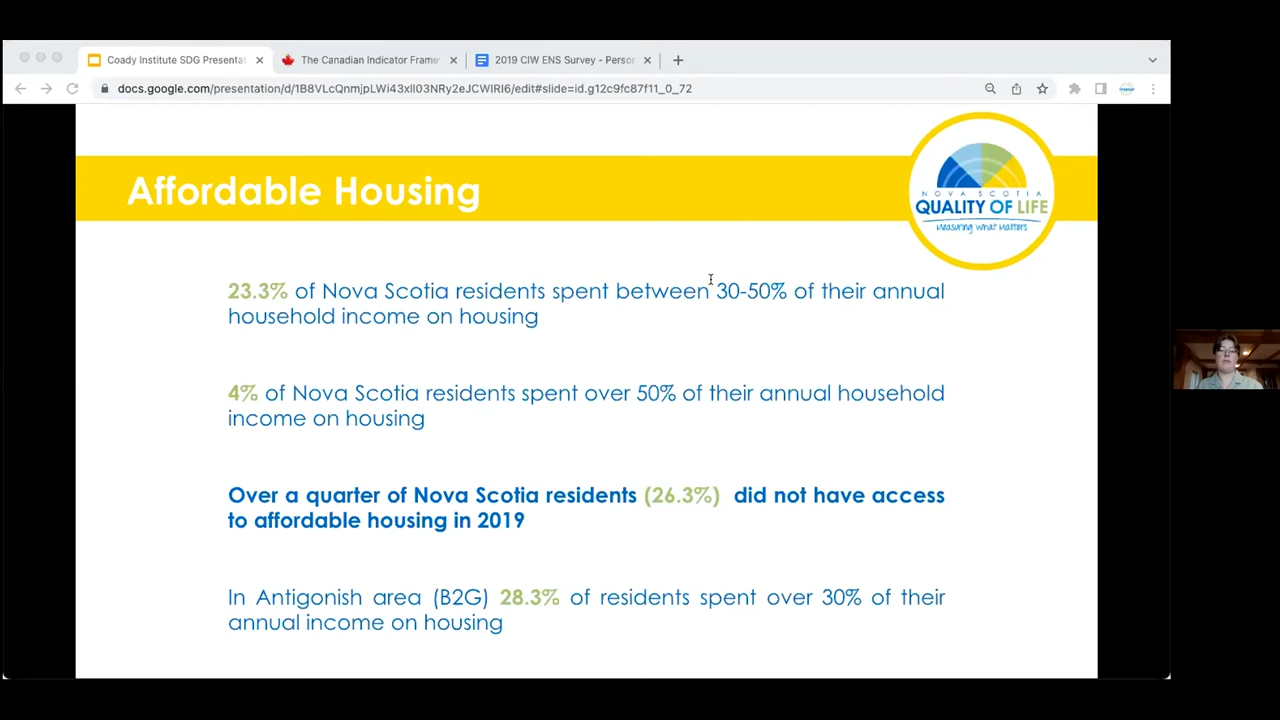 Coady Institute SDG Presentat
The Canadian Indicator Frame
2019 CIW ENS Survey - Person
docs.google.com/presentation/d/1B8VLcQnmjpLWi43xlI03NRy2eJCWIRI6/edit#slide=id.g12c9fc87f11_0_72
Affordable Housing
NOVA SCOTIA
QUALITY OF LIFE
Measuring What Matters
23.3% of Nova Scotia residents spent between 30-50% of their annual
household income on housing
4% of Nova Scotia residents spent over 50% of their annual household
income on housing
Over a quarter of Nova Scotia residents (26.3%) did not have access
to affordable housing in 2019
In Antigonish area (B2G) 28.3% of residents spent over 30% of their
annual income on housing